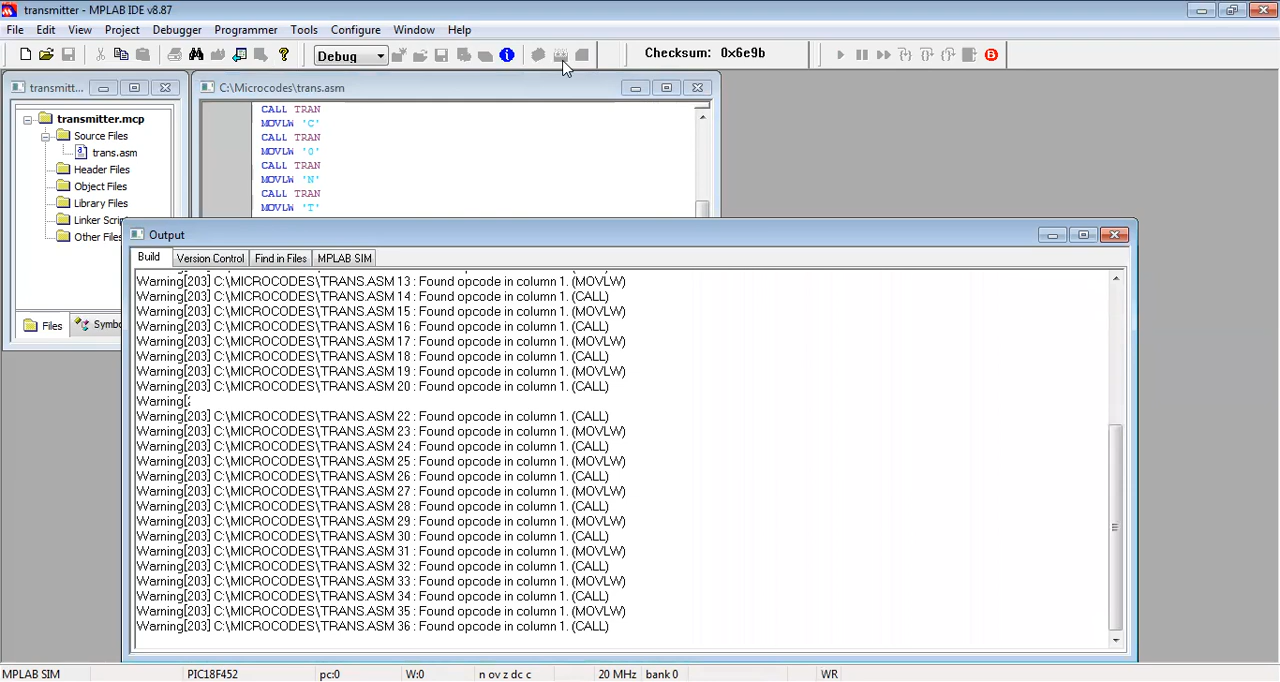 transmitter - MPLAB IDE v8.87
File Edit View Project Debugger Programmer Tools Configure Window Help
Debug
Checksum: 0x6e9b
transmitt...
C:\Microcodes\trans.asm
transmitter.mcp
Source Files
trans.asm
Header Files
Object Files
Library Files
Linker Scrip
Other Files
Files
Symbo
CALL TRAN
MOVLW 'C'
CALL TRAN
MOVLW '0'
CALL TRAN
MOVLW 'N'
CALL TRAN
MOVLW 'T'
Output
Build Version Control Find in Files MPLAB SIM
Warning[203] C:\MICROCODES\TRANS.ASM 13 : Found opcode in column 1. (MOVLW)
Warning[203] C:\MICROCODES\TRANS.ASM 14 : Found opcode in column 1. (CALL)
Warning[203] C:\MICROCODES\TRANS.ASM 15 : Found opcode in column 1. (MOVLW)
Warning[203] C:\MICROCODES\TRANS.ASM 16 : Found opcode in column 1. (CALL)
Warning[203] C:\MICROCODES\TRANS.ASM 17 : Found opcode in column 1. (MOVLW)
Warning[203] C:\MICROCODES\TRANS.ASM 18 : Found opcode in column 1. (CALL)
Warning[203] C:\MICROCODES\TRANS.ASM 19 : Found opcode in column 1. (MOVLW)
Warning[203] C:\MICROCODES\TRANS.ASM 20 : Found opcode in column 1. (CALL)
Warning[2
Warning[203] C:\MICROCODES\TRANS.ASM 22 : Found opcode in column 1. (CALL)
Warning[203] C:\MICROCODES\TRANS.ASM 23 : Found opcode in column 1. (MOVLW)
Warning[203] C:\MICROCODES\TRANS.ASM 24 : Found opcode in column 1. (CALL)
Warning[203] C:\MICROCODES\TRANS.ASM 25 : Found opcode in column 1. (MOVLW)
Warning[203] C:\MICROCODES\TRANS.ASM 26 : Found opcode in column 1. (CALL)
Warning[203] C:\MICROCODES\TRANS.ASM 27 : Found opcode in column 1. (MOVLW)
Warning[203] C:\MICROCODES\TRANS.ASM 28 : Found opcode in column 1. (CALL)
Warning[203] C:\MICROCODES\TRANS.ASM 29 : Found opcode in column 1. (MOVLW)
Warning[203] C:\MICROCODES\TRANS.ASM 30 : Found opcode in column 1. (CALL)
Warning[203] C:\MICROCODES\TRANS.ASM 31 : Found opcode in column 1. (MOVLW)
Warning[203] C:\MICROCODES\TRANS.ASM 32 : Found opcode in column 1. (CALL)
Warning[203] C:\MICROCODES\TRANS.ASM 33 : Found opcode in column 1. (MOVLW)
Warning[203] C:\MICROCODES\TRANS.ASM 34 : Found opcode in column 1. (CALL)
Warning[203] C:\MICROCODES\TRANS.ASM 35 : Found opcode in column 1. (MOVLW)
Warning[203] C:\MICROCODES\TRANS.ASM 36 : Found opcode in column 1. (CALL)
MPLAB SIM PIC18F452 pc:0 W:0 n ov z dc c 20 MHz bank 0 WR